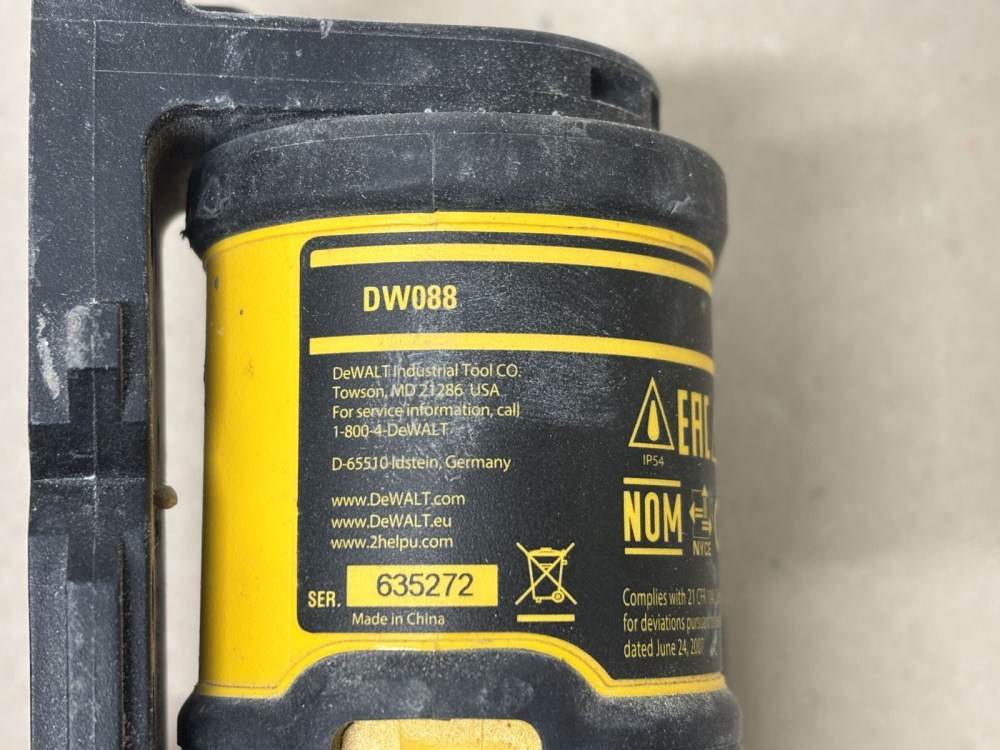 DW088
DeWALT Industrial Tool CO.
Towson, MD 21286 USA
For service information, call
1-800-4-DeWALT
D-65510 Idstein, Germany
www.DeWALT.com
www.DeWALT.eu
www.2helpu.com
SER. 635272
Made in China
IP54
EAC
NOM
NYCE
Complies with 21 CFR
for deviations
dated June 24, 2007